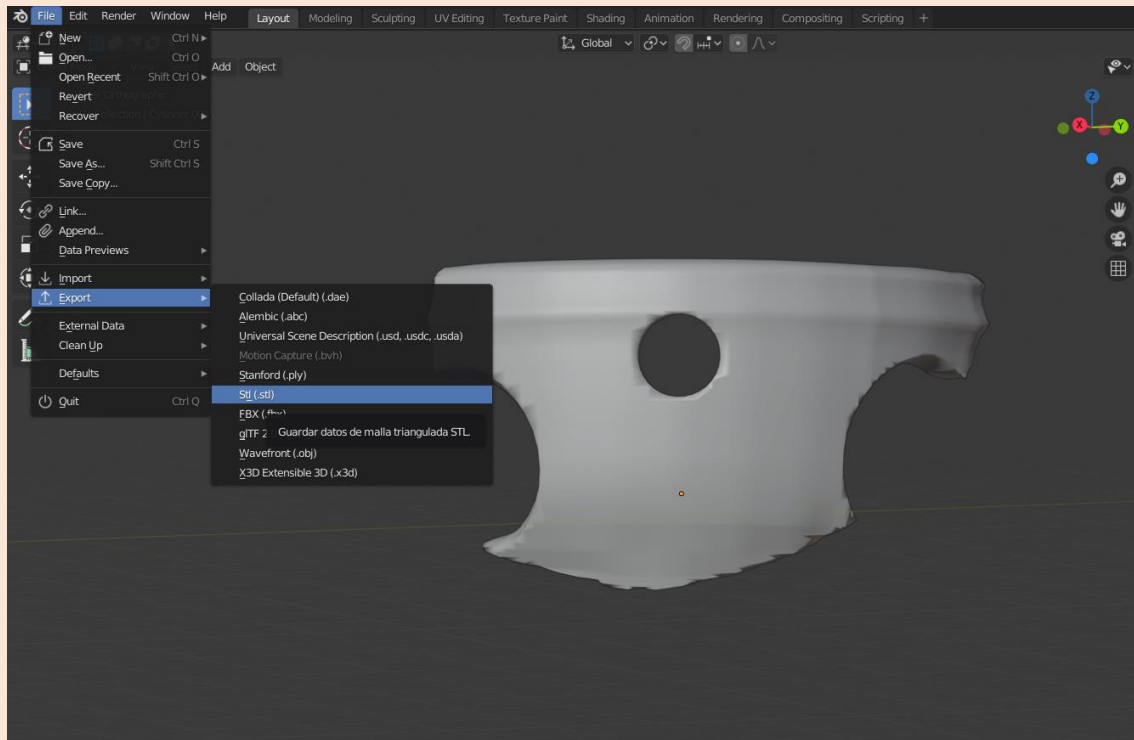 File Edit Render Window Help Layout Modeling Sculpting UV Editing Texture Paint Shading Animation Rendering Compositing Scripting +
Global
Add Object
New Ctrl N
Open... Ctrl O
Open Recent Shift Ctrl O
Revert
Recover
Save Ctrl S
Save As... Shift Ctrl S
Save Copy...
Link...
Append...
Data Previews
Import
Export
External Data
Clean Up
Defaults
Quit Ctrl Q
Collada (Default) (.dae)
Alembic (.abc)
Universal Scene Description (.usd, .usdc, .usda)
Motion Capture (.bvh)
Stanford (.ply)
Stl (.stl)
FBX (.fbx)
glTF 2
Guardar datos de malla triangulada STL.
Wavefront (.obj)
X3D Extensible 3D (.x3d)
Z
X
Y